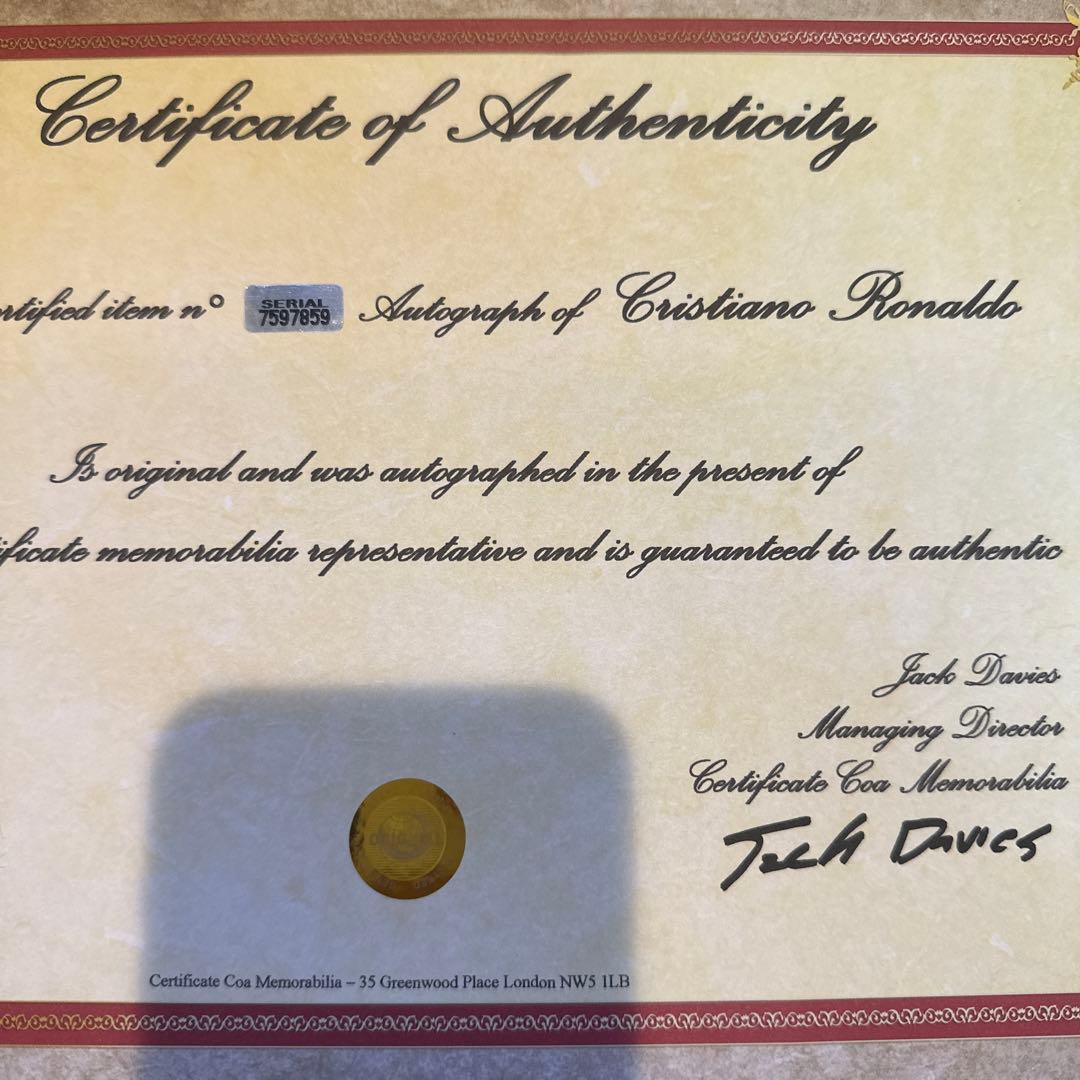 Certificate of Authenticity
ertified item n° SERIAL 7597859 Autograph of Cristiano Ronaldo
Is original and was autographed in the present of
ificate memorabilia representative and is guaranteed to be authentic
Jack Davies
Managing Director
Certificate Coa Memorabilia
Jack Davies
ORIGINAL
Certificate Coa Memorabilia – 35 Greenwood Place London NW5 1LB